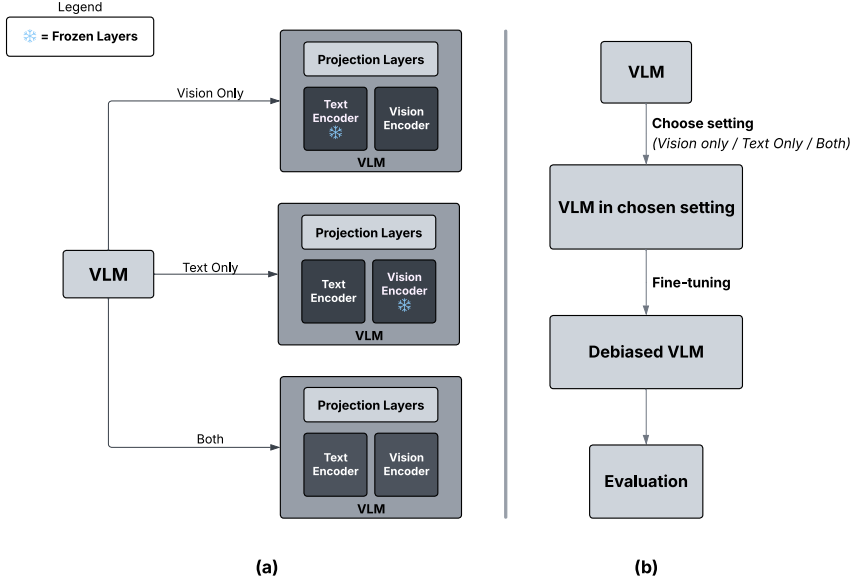 Legend
= Frozen Layers
Projection Layers
Text
Encoder
Vision
Encoder
VLM
Vision Only
VLM
Text Only
Projection Layers
Text
Encoder
Vision
Encoder
VLM
Both
Projection Layers
Text
Encoder
Vision
Encoder
VLM
(a)
VLM
Choose setting
(Vision only / Text Only / Both)
VLM in chosen setting
Fine-tuning
Debiased VLM
Evaluation
(b)